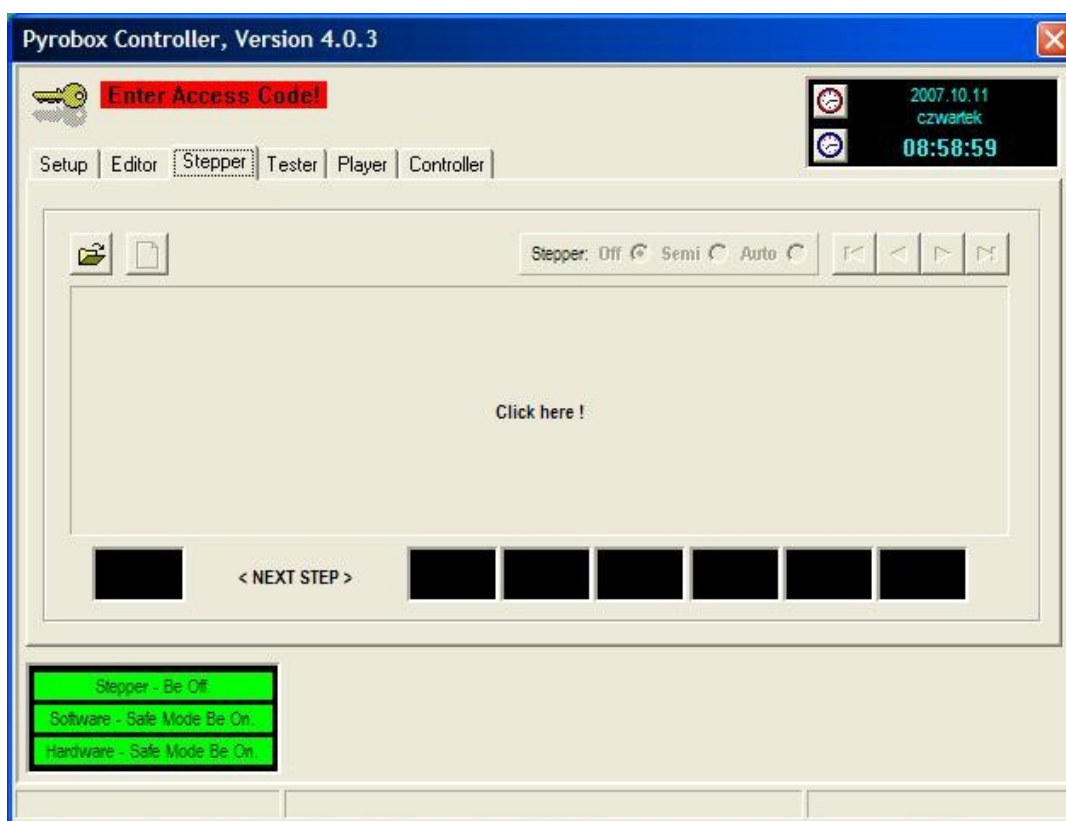 Pyrobox Controller, Version 4.0.3
Enter Access Code!
2007.10.11
czwartek
08:58:59
Setup Editor Stepper Tester Player Controller
Stepper: Off Semi Auto
Click here !
< NEXT STEP >
Stepper - Be Off.
Software - Safe Mode Be On.
Hardware - Safe Mode Be On.